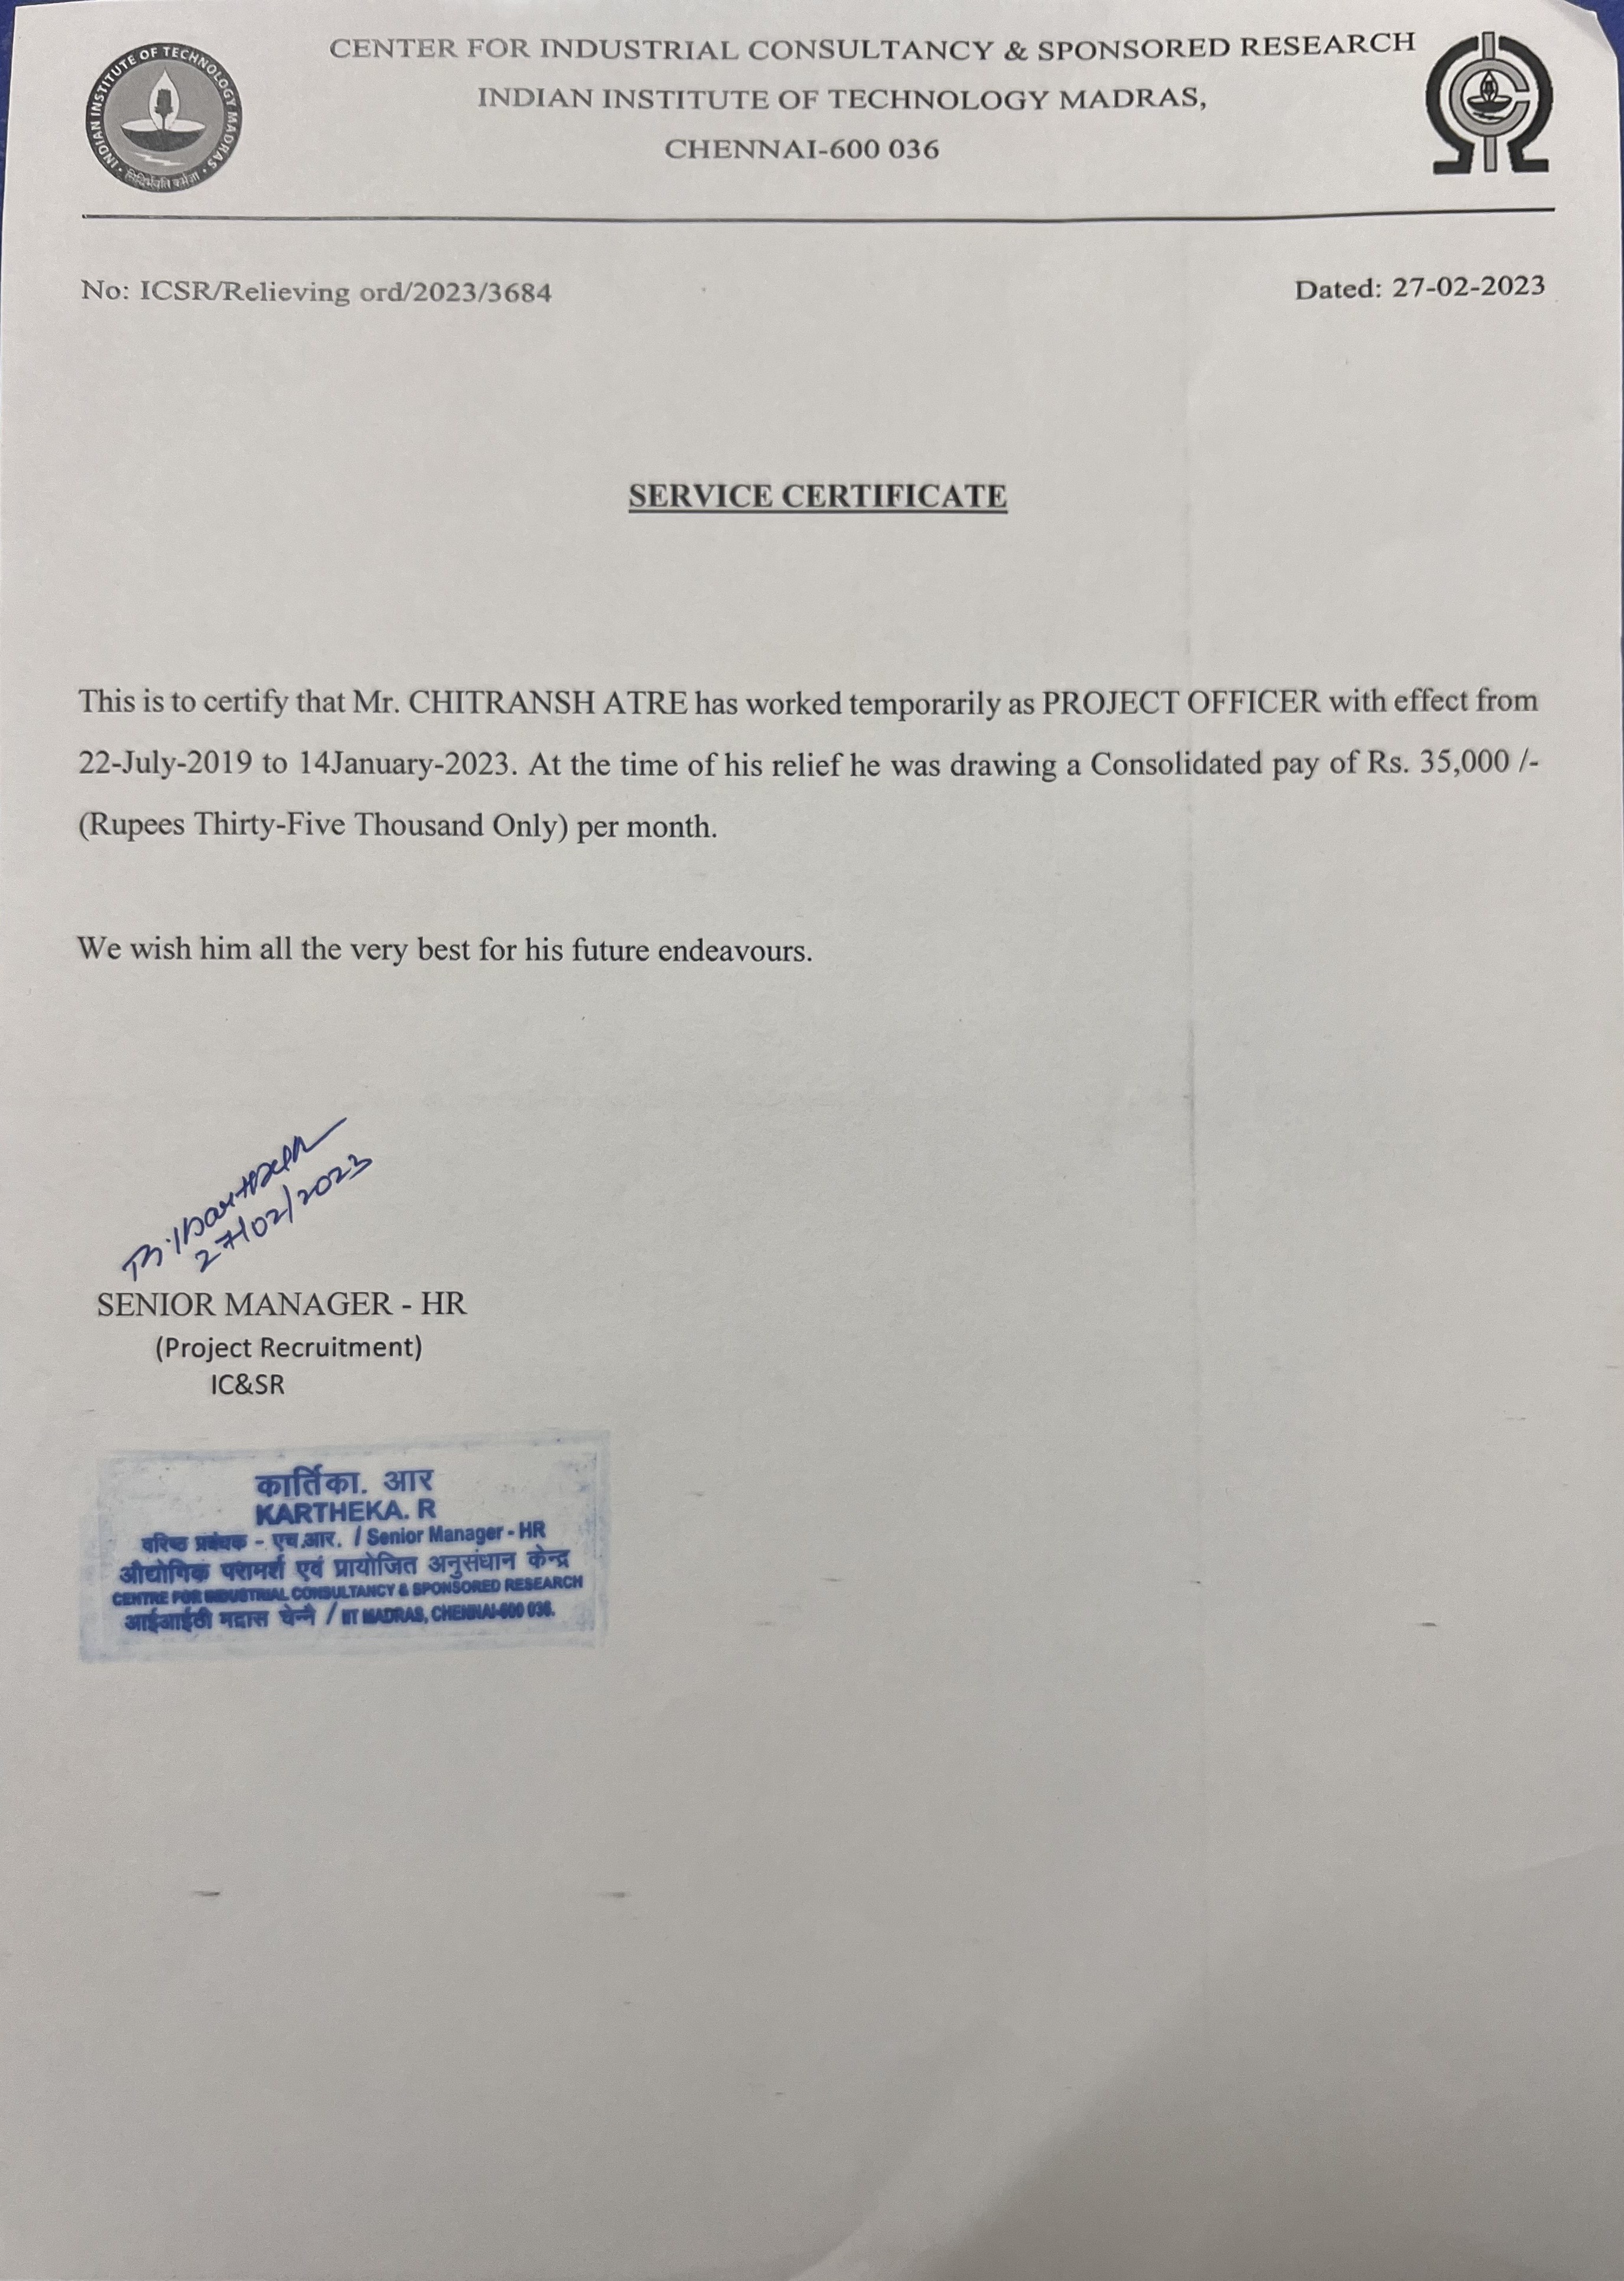 INDIAN INSTITUTE OF TECHNOLOGY MADRAS
CENTER FOR INDUSTRIAL CONSULTANCY & SPONSORED RESEARCH
INDIAN INSTITUTE OF TECHNOLOGY MADRAS,
CHENNAI-600 036
No: ICSR/Relieving ord/2023/3684
Dated: 27-02-2023
SERVICE CERTIFICATE
This is to certify that Mr. CHITRANSH ATRE has worked temporarily as PROJECT OFFICER with effect from
22-July-2019 to 14January-2023. At the time of his relief he was drawing a Consolidated pay of Rs. 35,000 /-
(Rupees Thirty-Five Thousand Only) per month.
We wish him all the very best for his future endeavours.
27/02/2023
SENIOR MANAGER - HR
(Project Recruitment)
IC&SR
कार्तिका. आर
KARTHEKA. R
वरिष्ठ प्रबंधक - एच.आर. / Senior Manager - HR
औद्योगिक परामर्श एवं प्रायोजित अनुसंधान केन्द्र
CENTRE FOR INDUSTRIAL CONSULTANCY & SPONSORED RESEARCH
आईआईटी मद्रास चेन्नै / IIT MADRAS, CHENNAI-600 036.